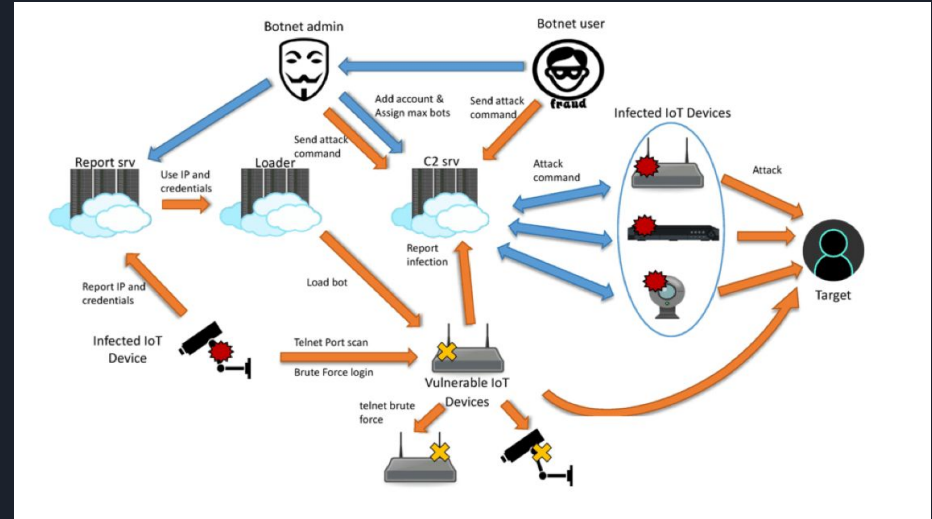 Botnet admin
Botnet user
fraud
Add account &
Assign max bots
Send attack
command
Send attack
command
Infected IoT Devices
Report srv
Use IP and
credentials
Loader
C2 srv
Attack
command
Attack
Report
infection
Load bot
Report IP and
credentials
Target
Infected IoT
Device
Telnet Port scan
Brute Force login
Vulnerable IoT
Devices
telnet brute
force